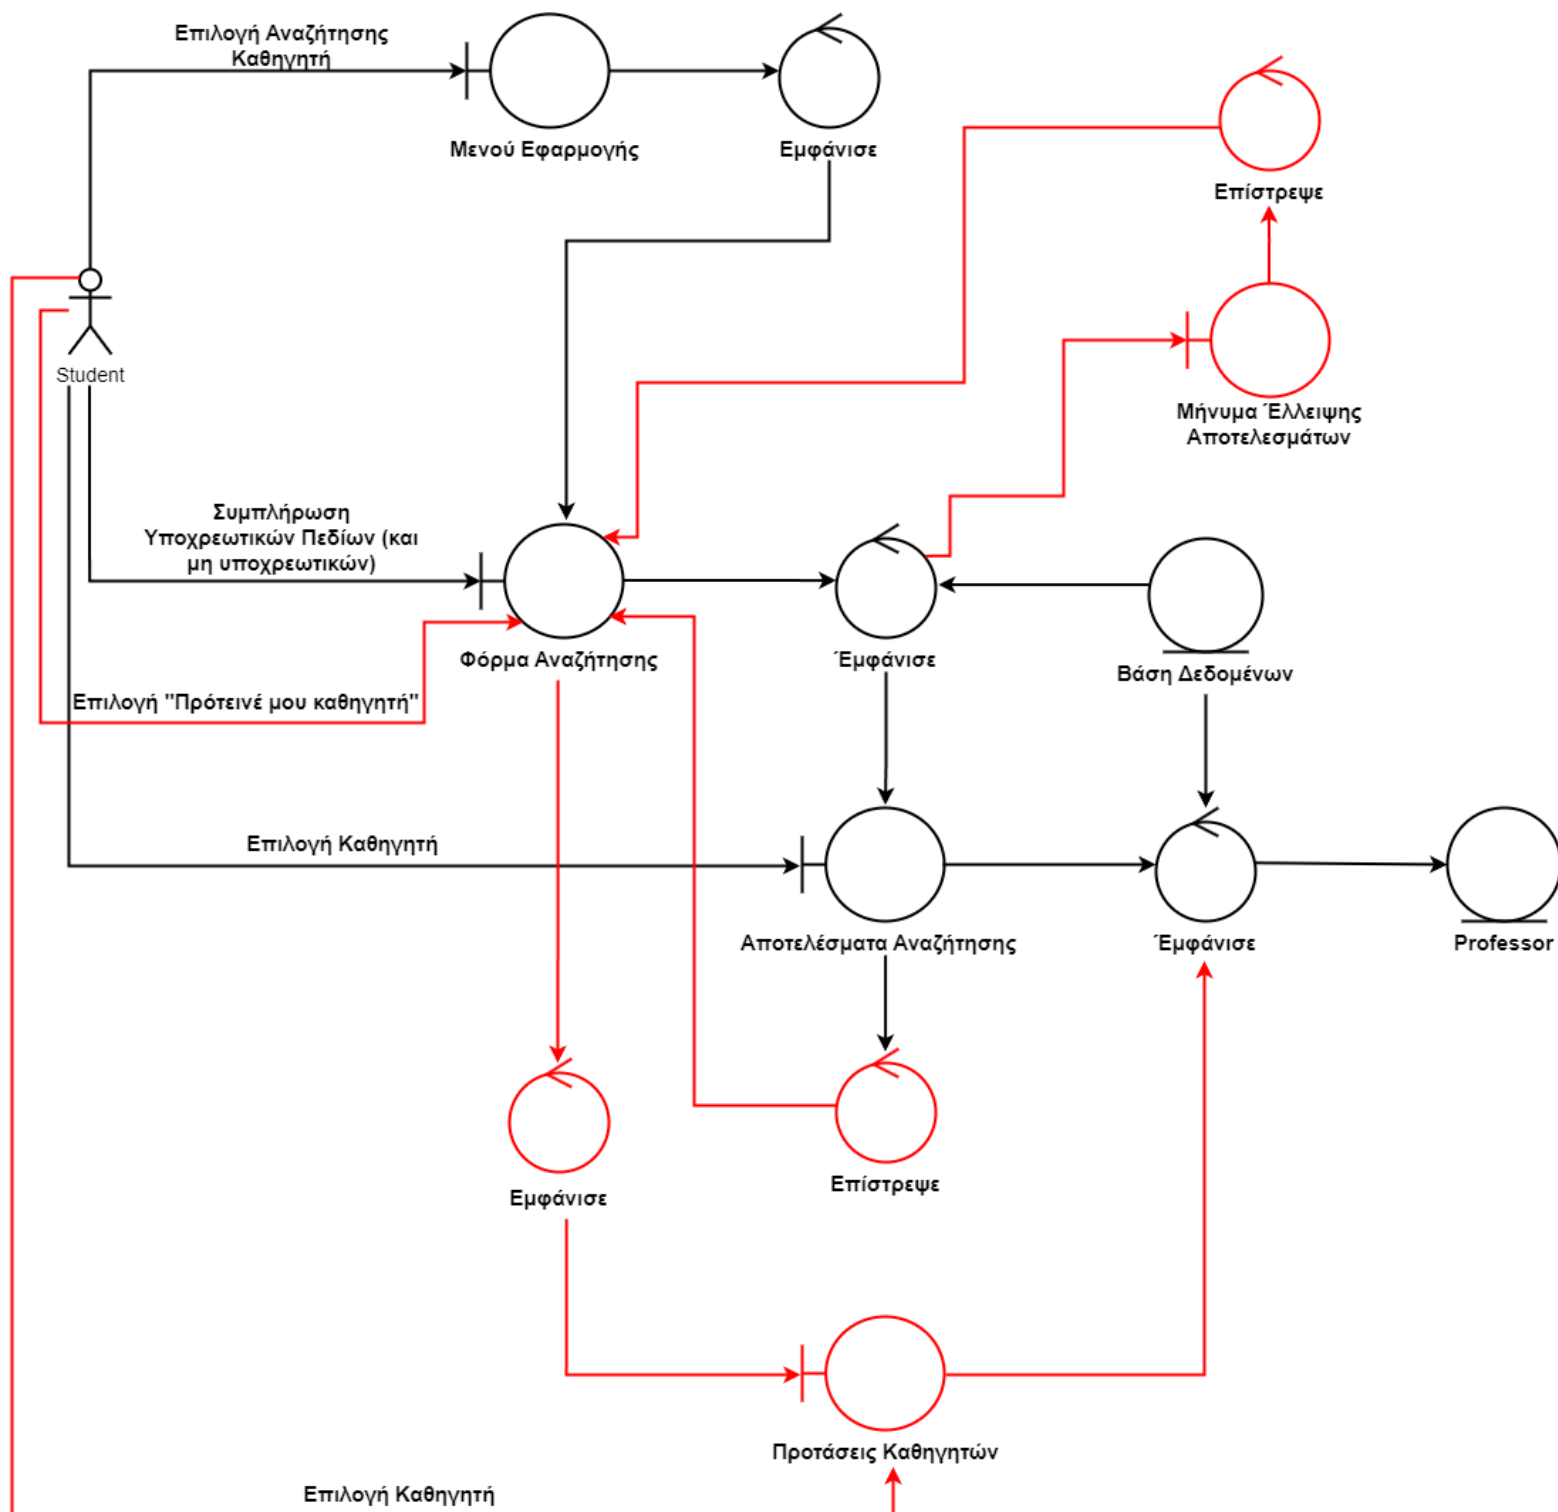 Επιλογή Αναζήτησης
Καθηγητή
Μενού Εφαρμογής
Εμφάνισε
Επίστρεψε
Student
Μήνυμα Έλλειψης
Αποτελεσμάτων
Συμπλήρωση
Υποχρεωτικών Πεδίων (και
μη υποχρεωτικών)
Φόρμα Αναζήτησης
Έμφάνισε
Βάση Δεδομένων
Επιλογή "Πρότεινέ μου καθηγητή"
Επιλογή Καθηγητή
Αποτελέσματα Αναζήτησης
Έμφάνισε
Professor
Εμφάνισε
Επίστρεψε
Προτάσεις Καθηγητών
Επιλογή Καθηγητή